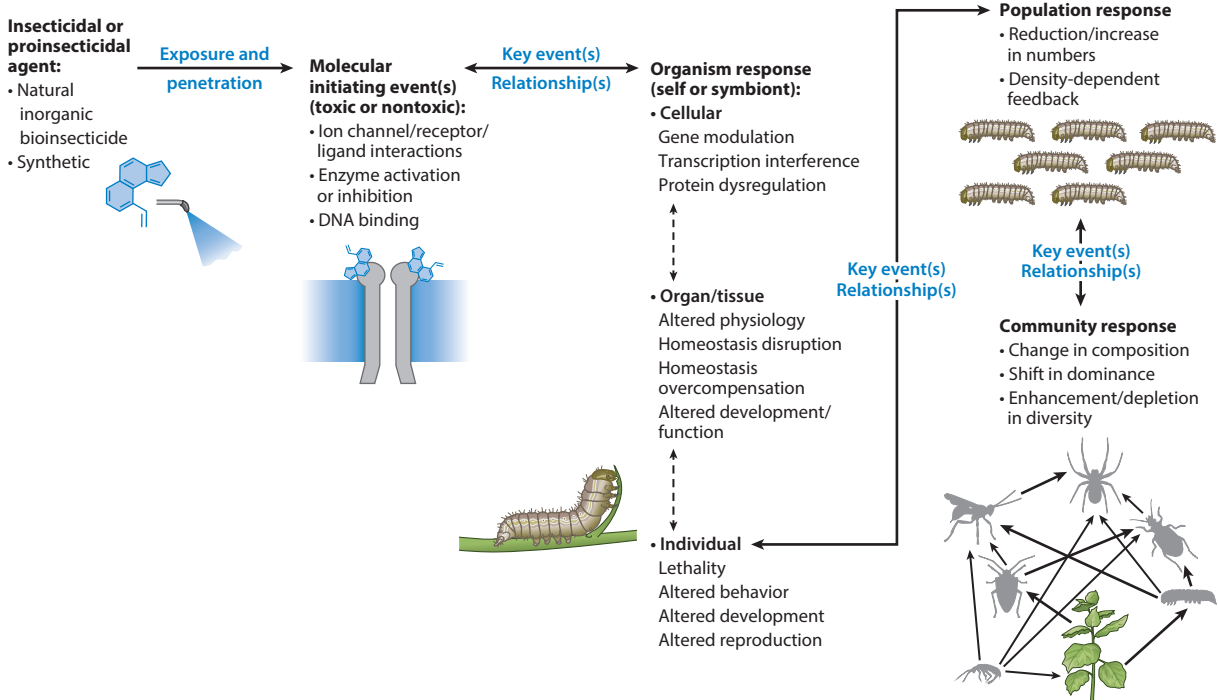 Insecticidal or
proinsecticidal
agent:
• Natural
inorganic
bioinsecticide
• Synthetic
Exposure and
penetration
Molecular
initiating event(s)
(toxic or nontoxic):
• Ion channel/receptor/
ligand interactions
• Enzyme activation
or inhibition
• DNA binding
Key event(s)
Relationship(s)
Organism response
(self or symbiont):
• Cellular
Gene modulation
Transcription interference
Protein dysregulation
• Organ/tissue
Altered physiology
Homeostasis disruption
Homeostasis
overcompensation
Altered development/
function
• Individual
Lethality
Altered behavior
Altered development
Altered reproduction
Key event(s)
Relationship(s)
Population response
• Reduction/increase
in numbers
• Density-dependent
feedback
Key event(s)
Relationship(s)
Community response
• Change in composition
• Shift in dominance
• Enhancement/depletion
in diversity